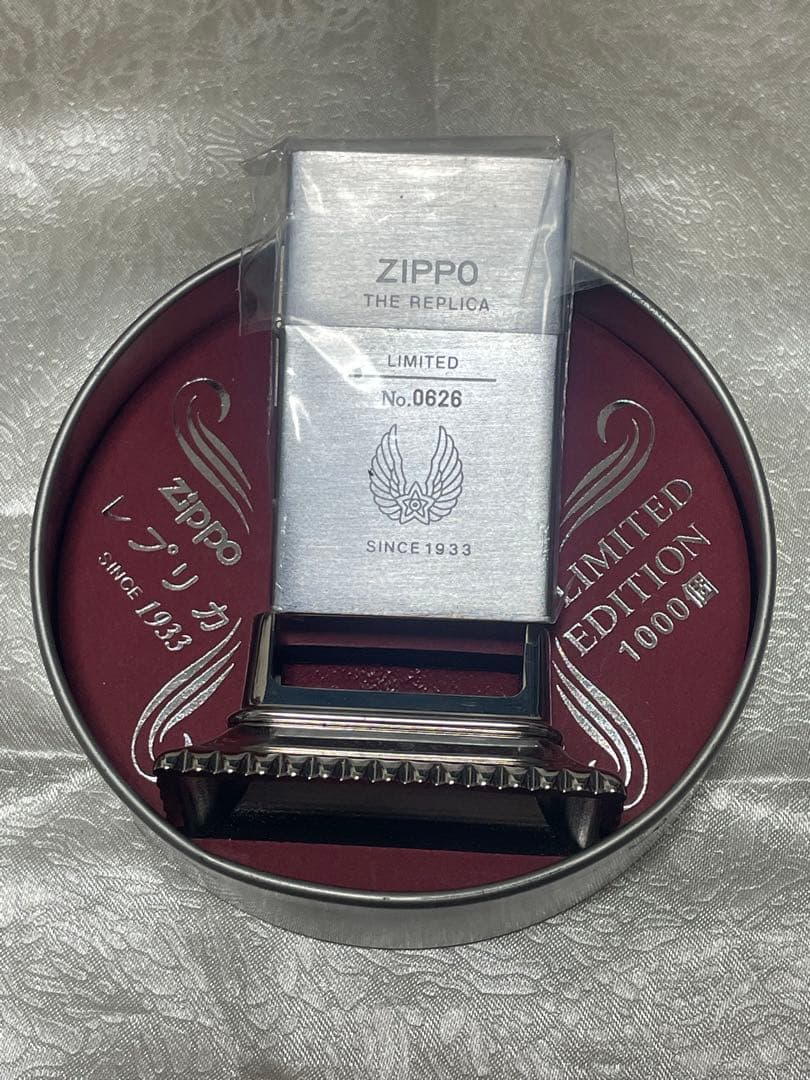 ZIPPO
THE REPLICA
LIMITED
No.0626
SINCE 1933
Zippo
レプリカ
SINCE 1933
LIMITED
EDITION
1000個